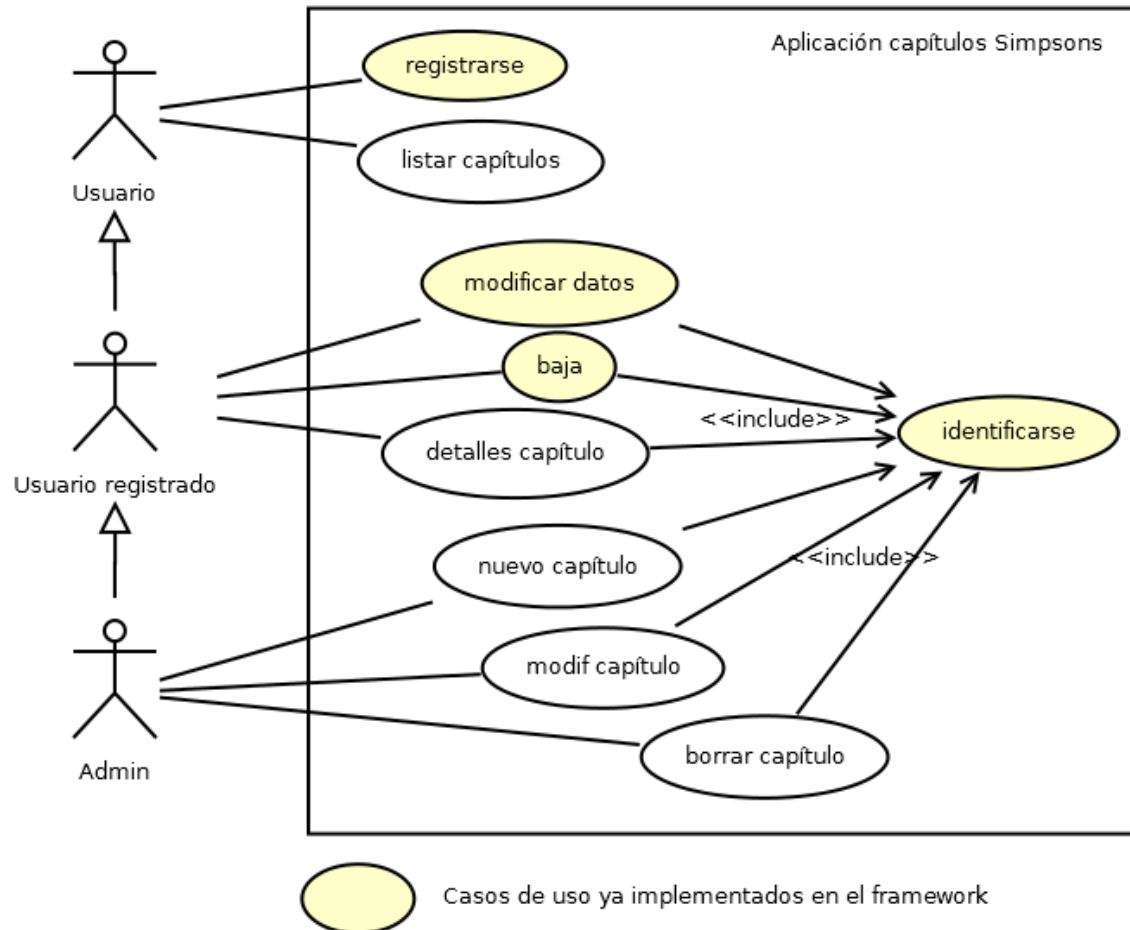 Aplicación capítulos Simpsons
registrarse
listar capítulos
Usuario
modificar datos
baja
<<include>>
identificarse
detalles capítulo
Usuario registrado
nuevo capítulo
<<include>>
modif capítulo
borrar capítulo
Admin
Casos de uso ya implementados en el framework